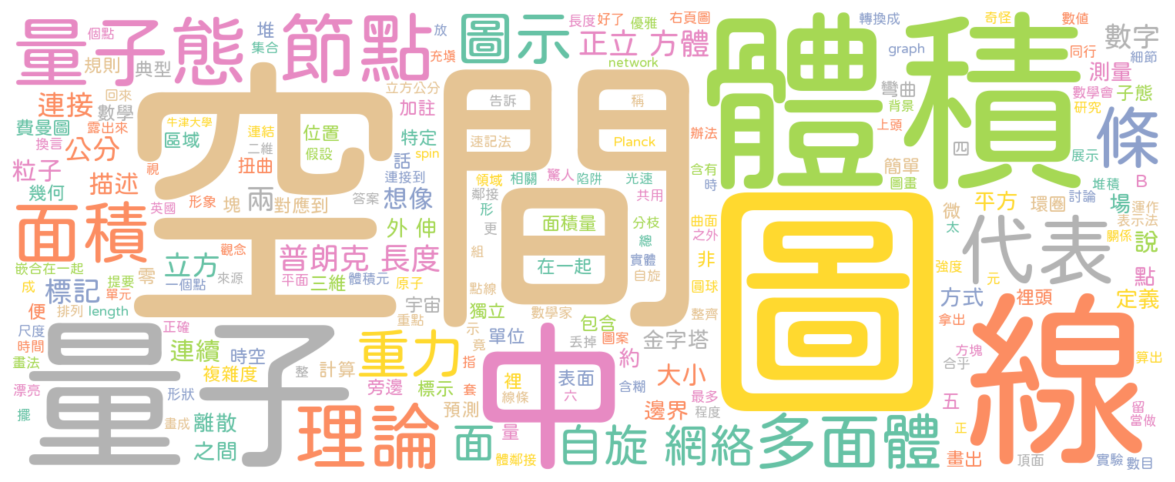 量子態
節點
空間
圖示
正立 方體
體積
圖
線
條
代表
量子
中
理論
面積
重力
多面體
自旋 網絡
面
普朗克 長度
連接
公分
描述
粒子
費曼圖
標記
立方
想像
外 伸
數字
測量
大小
邊界
金字塔
連續
離散
之間
時空
複雜度
計算
旁邊
標示
預測
單位
包含
表面
裡
線條
約
兩
對應到
位置
區域
扭曲
加註
特定
話
連接到
假設
連結
二維
牛津大學
露出來
換言
數學
規則
典型
個點
堆
集合
放
充塡
回來
立方公分
幾何
視
英國
形象
塊
觀念
答案
spin
零
來源
三維
平面
體積元
原子
宇宙
重點
嵌合在一起
成
提要
單元
一個點
便
排列
length
尺度
時間
正確
畫法
漂亮
擺
形狀
畫成
整
告訴
稱
速記法
Planck
領域
相關
驚人
陷阱
光速
鄰接
共用
形
更
面積量
分枝
總
組
在一起
實體
自旋
點線
獨立
數學家
示
竟
丟掉
圖案
指
套
六
含糊
量
體鄰接
最多
程度
長度
好了
優雅
右頁圖
network
辦法
含有
時
曲面
之外
非
圓球
整齊
轉換成
graph
奇怪
數值
同行
細節
彎曲
背景
上頭
數學會
研究
子態
簡單
圖畫
四
展示
堆積
B
平方
環圈
討論
微
太
場
運作
表示法
關係
說
強度
元
點
方式
裡頭
定義
拿出
方塊
合乎
算出
五
留
當做
正
畫出
頂面
實驗
數目